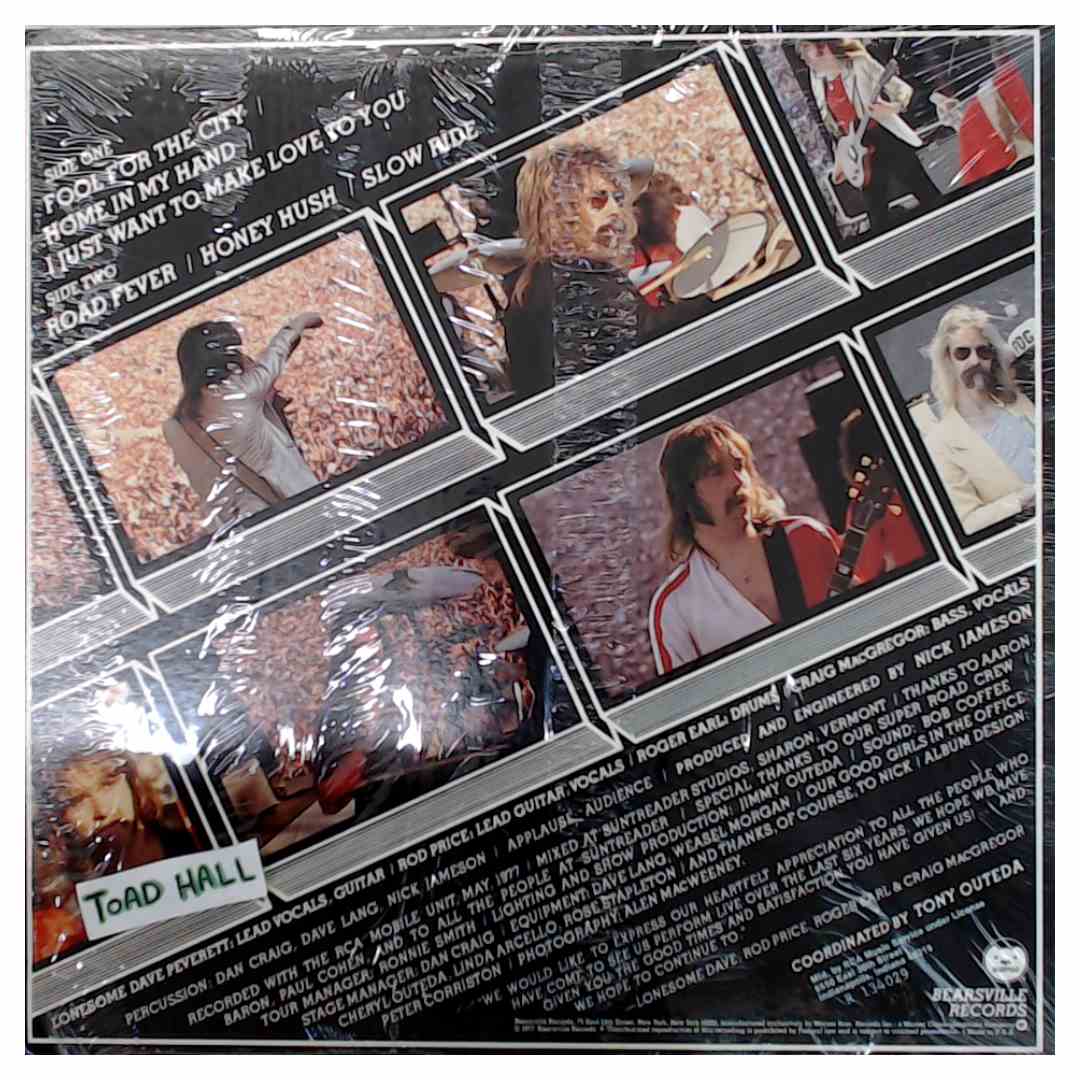 SIDE ONE
FOOL FOR THE CITY
HOME IN MY HAND
I JUST WANT TO MAKE LOVE TO YOU
SIDE TWO
ROAD FEVER / HONEY HUSH / SLOW RIDE
TOAD HALL
LONESOME DAVE PEVERETT: LEAD VOCALS, GUITAR / ROD PRICE: LEAD GUITAR VOCALS / ROGER EARL: DRUMS / CRAIG MACGREGOR: BASS, VOCALS
PERCUSSION: DAN CRAIG, DAVE LANG, NICK JAMESON / APPLAUSE: AUDIENCE / PRODUCED AND ENGINEERED BY NICK JAMESON
RECORDED WITH THE RCA MOBILE UNIT, MAY, 1977 / MIXED AT SUNTREADER STUDIOS, SHARON, VERMONT / THANKS TO AARON
BARON, PAUL COHEN AND TO ALL THE PEOPLE AT SUNTREADER / SPECIAL THANKS TO OUR SUPER ROAD CREW
TOUR MANAGER: RONNIE SMITH / LIGHTING AND SHOW PRODUCTION: JIMMY OUTEDA / SOUND: BOB COFFEE
STAGE MANAGER: DAN CRAIG / EQUIPMENT: DAVE LANG, WEASEL MORGAN / OUR GOOD GIRLS IN THE OFFICE:
CHERYL OUTEDA, LINDA ARCELLO, ROBE STAPLETON / AND THANKS, OF COURSE TO NICK / ALBUM DESIGN:
PETER CORRISTON / PHOTOGRAPHY: ALEN MACWEENEY.
"WE WOULD LIKE TO EXPRESS OUR HEARTFELT APPRECIATION TO ALL THE PEOPLE WHO
HAVE COME TO SEE US PERFORM LIVE OVER THE LAST SIX YEARS. WE HOPE WE HAVE
GIVEN YOU THE GOOD TIMES AND SATISFACTION YOU HAVE GIVEN US! AND:
WE HOPE TO CONTINUE TO."
—LONESOME DAVE, ROD PRICE, ROGER EARL & CRAIG MACGREGOR
COORDINATED BY TONY OUTEDA
R 134029
BEARSVILLE
RECORDS